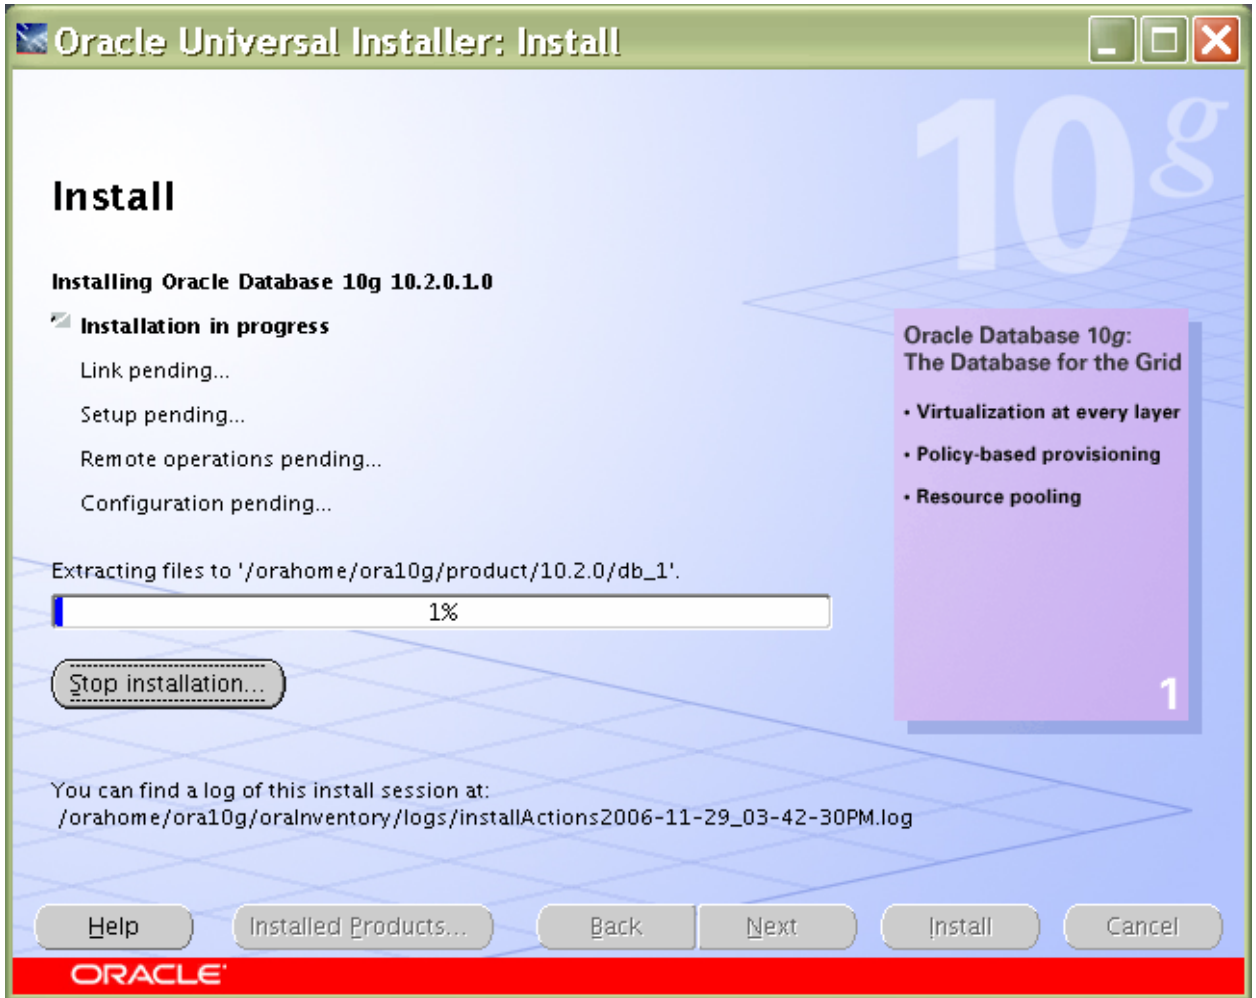 Oracle Universal Installer: Install
10g
Install
Installing Oracle Database 10g 10.2.0.1.0
Installation in progress
Link pending...
Setup pending...
Remote operations pending...
Configuration pending...
Oracle Database 10g:
The Database for the Grid
• Virtualization at every layer
• Policy-based provisioning
• Resource pooling
1
Extracting files to '/orahome/ora10g/product/10.2.0/db_1'.
1%
Stop installation...
You can find a log of this install session at:
/orahome/ora10g/oraInventory/logs/installActions2006-11-29_03-42-30PM.log
Help Installed Products... Back Next Install Cancel
ORACLE